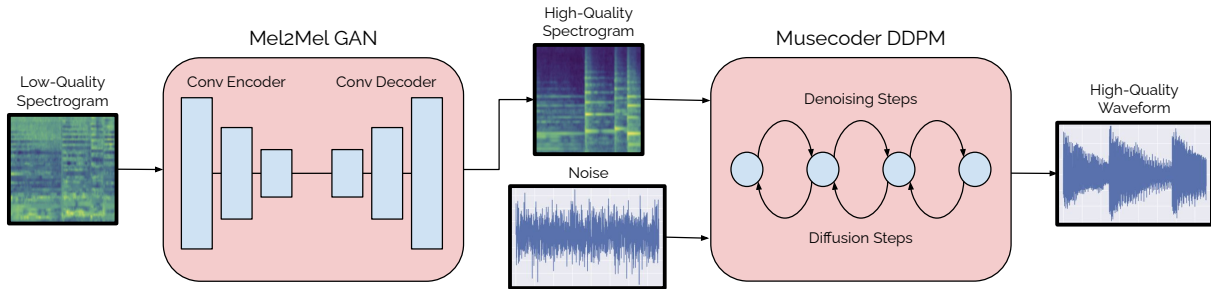 Mel2Mel GAN
Low-Quality
Spectrogram
Conv Encoder
Conv Decoder
High-Quality
Spectrogram
Noise
Musecoder DDPM
Denoising Steps
Diffusion Steps
High-Quality
Waveform